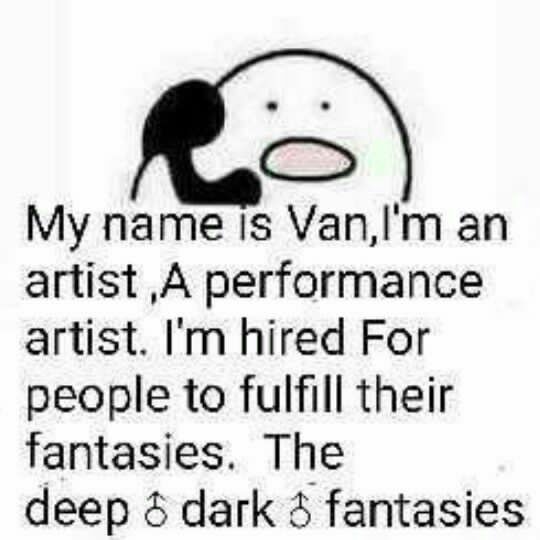 My name is Van,I'm an
artist ,A performance
artist. I'm hired For
people to fulfill their
fantasies. The
deep ♂ dark ♂ fantasies